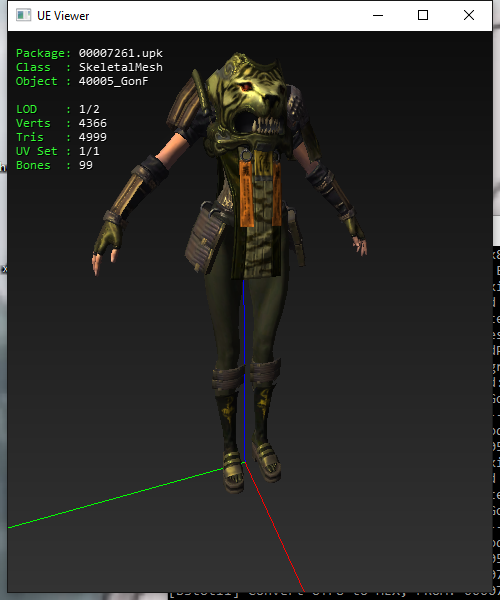 UE Viewer
Package: 00007261.upk
Class : SkeletalMesh
Object : 40005_GonF
LOD : 1/2
Verts : 4366
Tris : 4999
UV Set : 1/1
Bones : 99